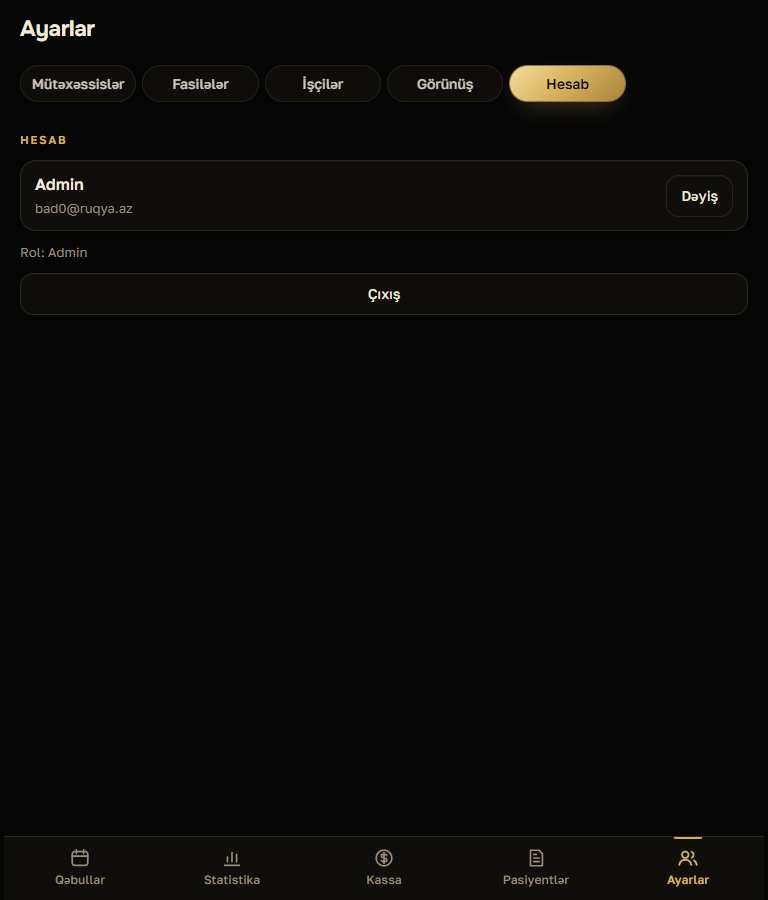 Ayarlar
Mütəxəssislər Fasilələr İşçilər Görünüş Hesab
HESAB
Admin
bad0@ruqya.az
Dəyiş
Rol: Admin
Çıxış
Qəbullar Statistika Kassa Pasiyentlər Ayarlar